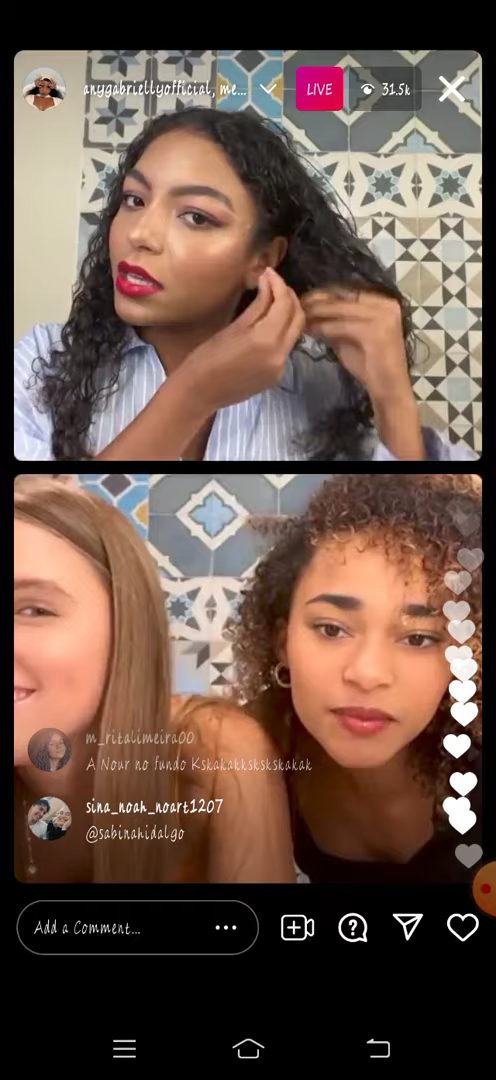 anygabriellyofficial, me...
LIVE
31.5k
m_ritalimeira00
A Nour no fundo Kskakakkskskskakak
sina_noah_noart1207
@sabinahidalgo
Add a Comment...